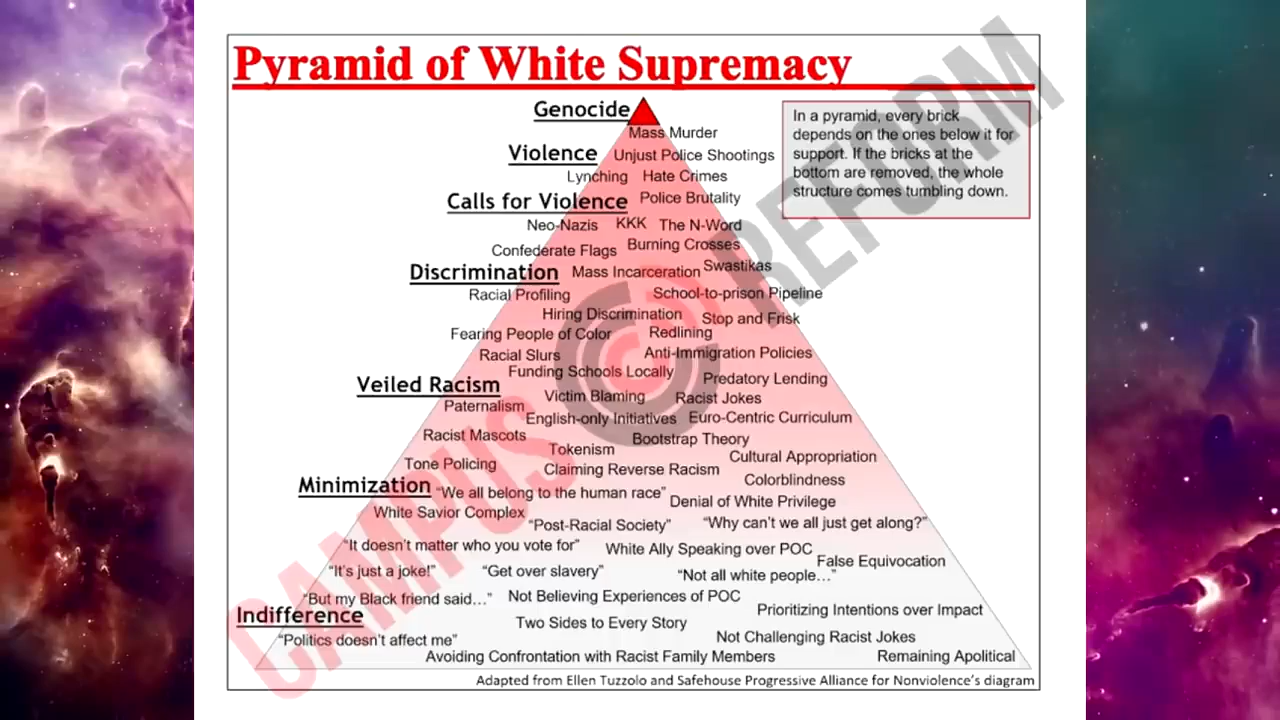 Pyramid of White Supremacy
Genocide
Mass Murder
In a pyramid, every brick
depends on the ones below it for
support. If the bricks at the
bottom are removed, the whole
structure comes tumbling down.
Violence Unjust Police Shootings
Lynching Hate Crimes
Calls for Violence Police Brutality
Neo-Nazis KKK The N-Word
Confederate Flags Burning Crosses
Discrimination Mass Incarceration Swastikas
Racial Profiling School-to-prison Pipeline
Hiring Discrimination Stop and Frisk
Fearing People of Color Redlining
Racial Slurs Anti-Immigration Policies
Funding Schools Locally
Veiled Racism Victim Blaming Predatory Lending
Paternalism Racist Jokes
English-only Initiatives Euro-Centric Curriculum
Racist Mascots Bootstrap Theory
Tokenism Cultural Appropriation
Tone Policing Claiming Reverse Racism
Colorblindness
Minimization “We all belong to the human race” Denial of White Privilege
White Savior Complex “Post-Racial Society” “Why can’t we all just get along?”
“It doesn’t matter who you vote for” White Ally Speaking over POC
False Equivocation
“It’s just a joke!” “Get over slavery” “Not all white people…”
“But my Black friend said…” Not Believing Experiences of POC
Indifference Prioritizing Intentions over Impact
Two Sides to Every Story
“Politics doesn’t affect me” Not Challenging Racist Jokes
Avoiding Confrontation with Racist Family Members Remaining Apolitical
Adapted from Ellen Tuzzolo and Safehouse Progressive Alliance for Nonviolence’s diagram
CAMPUS REFORM